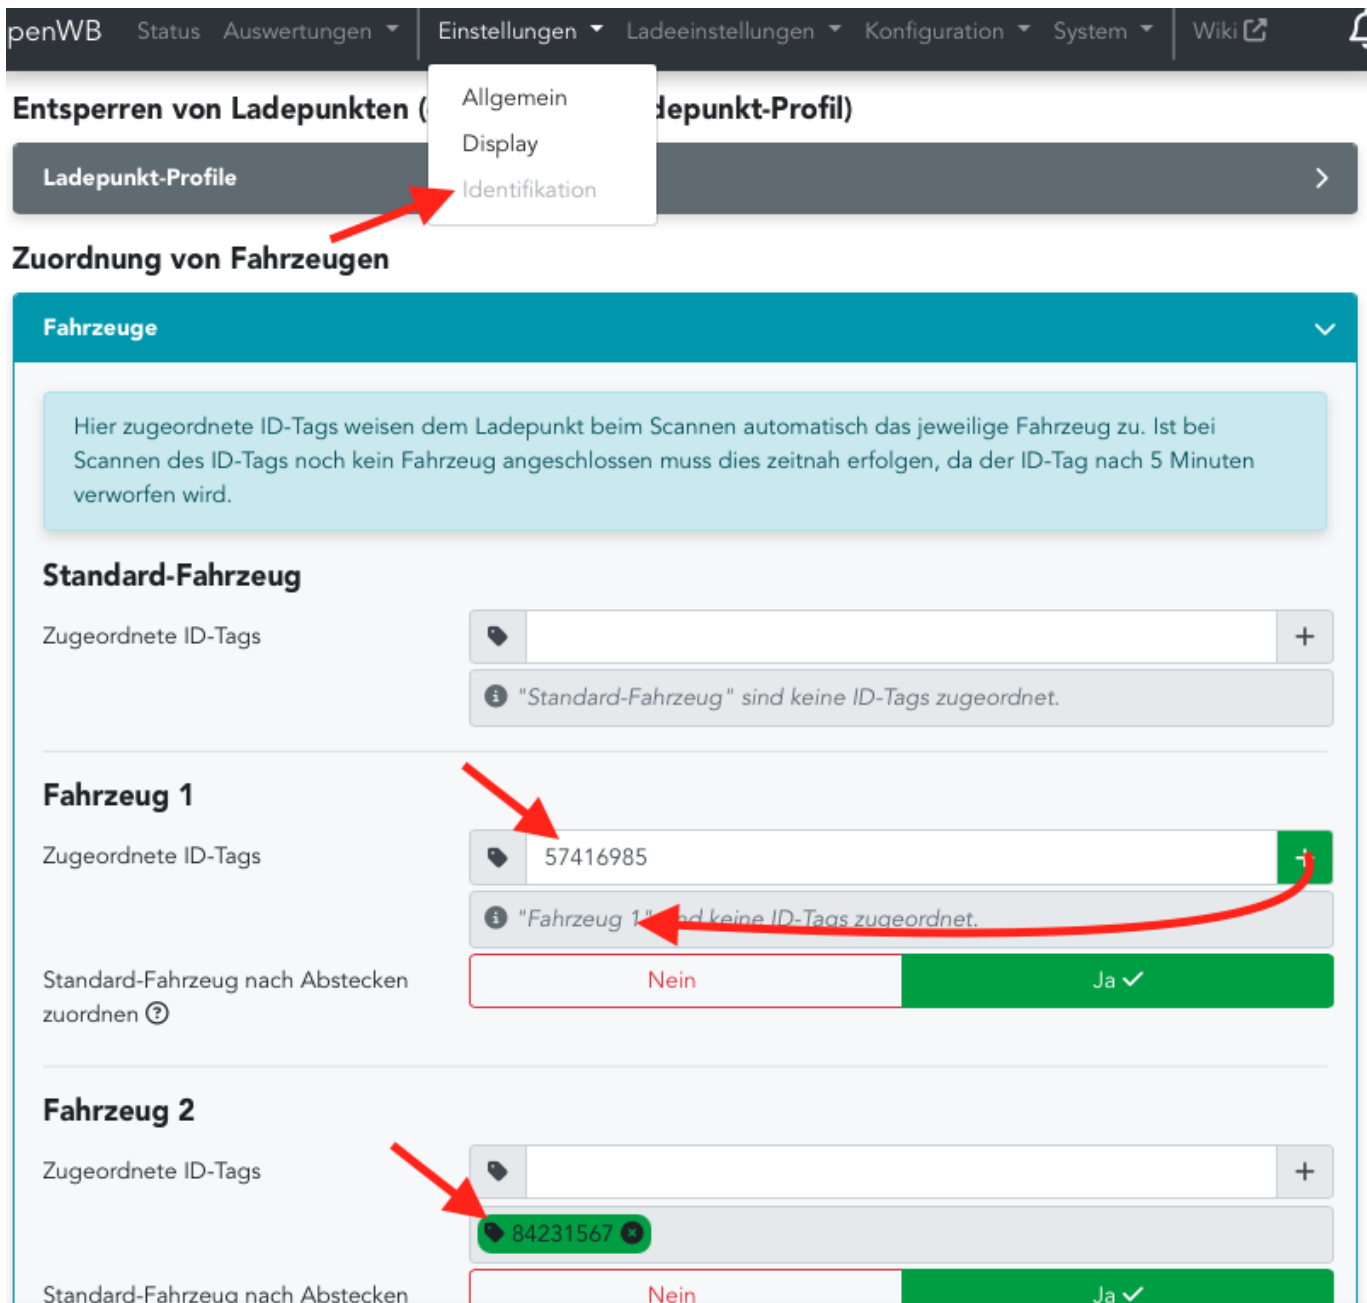 penWB Status Auswertungen Einstellungen Ladeeinstellungen Konfiguration System Wiki
Allgemein
Display
Identifikation
Entsperren von Ladepunkten ( depunkt-Profil)
Ladepunkt-Profile
Zuordnung von Fahrzeugen
Fahrzeuge
Hier zugeordnete ID-Tags weisen dem Ladepunkt beim Scannen automatisch das jeweilige Fahrzeug zu. Ist bei
Scannen des ID-Tags noch kein Fahrzeug angeschlossen muss dies zeitnah erfolgen, da der ID-Tag nach 5 Minuten
verworfen wird.
Standard-Fahrzeug
Zugeordnete ID-Tags
"Standard-Fahrzeug" sind keine ID-Tags zugeordnet.
Fahrzeug 1
Zugeordnete ID-Tags
57416985
"Fahrzeug 1" sind keine ID-Tags zugeordnet.
Standard-Fahrzeug nach Abstecken
zuordnen
Nein
Ja
Fahrzeug 2
Zugeordnete ID-Tags
84231567
Standard-Fahrzeug nach Abstecken
Nein
Ja